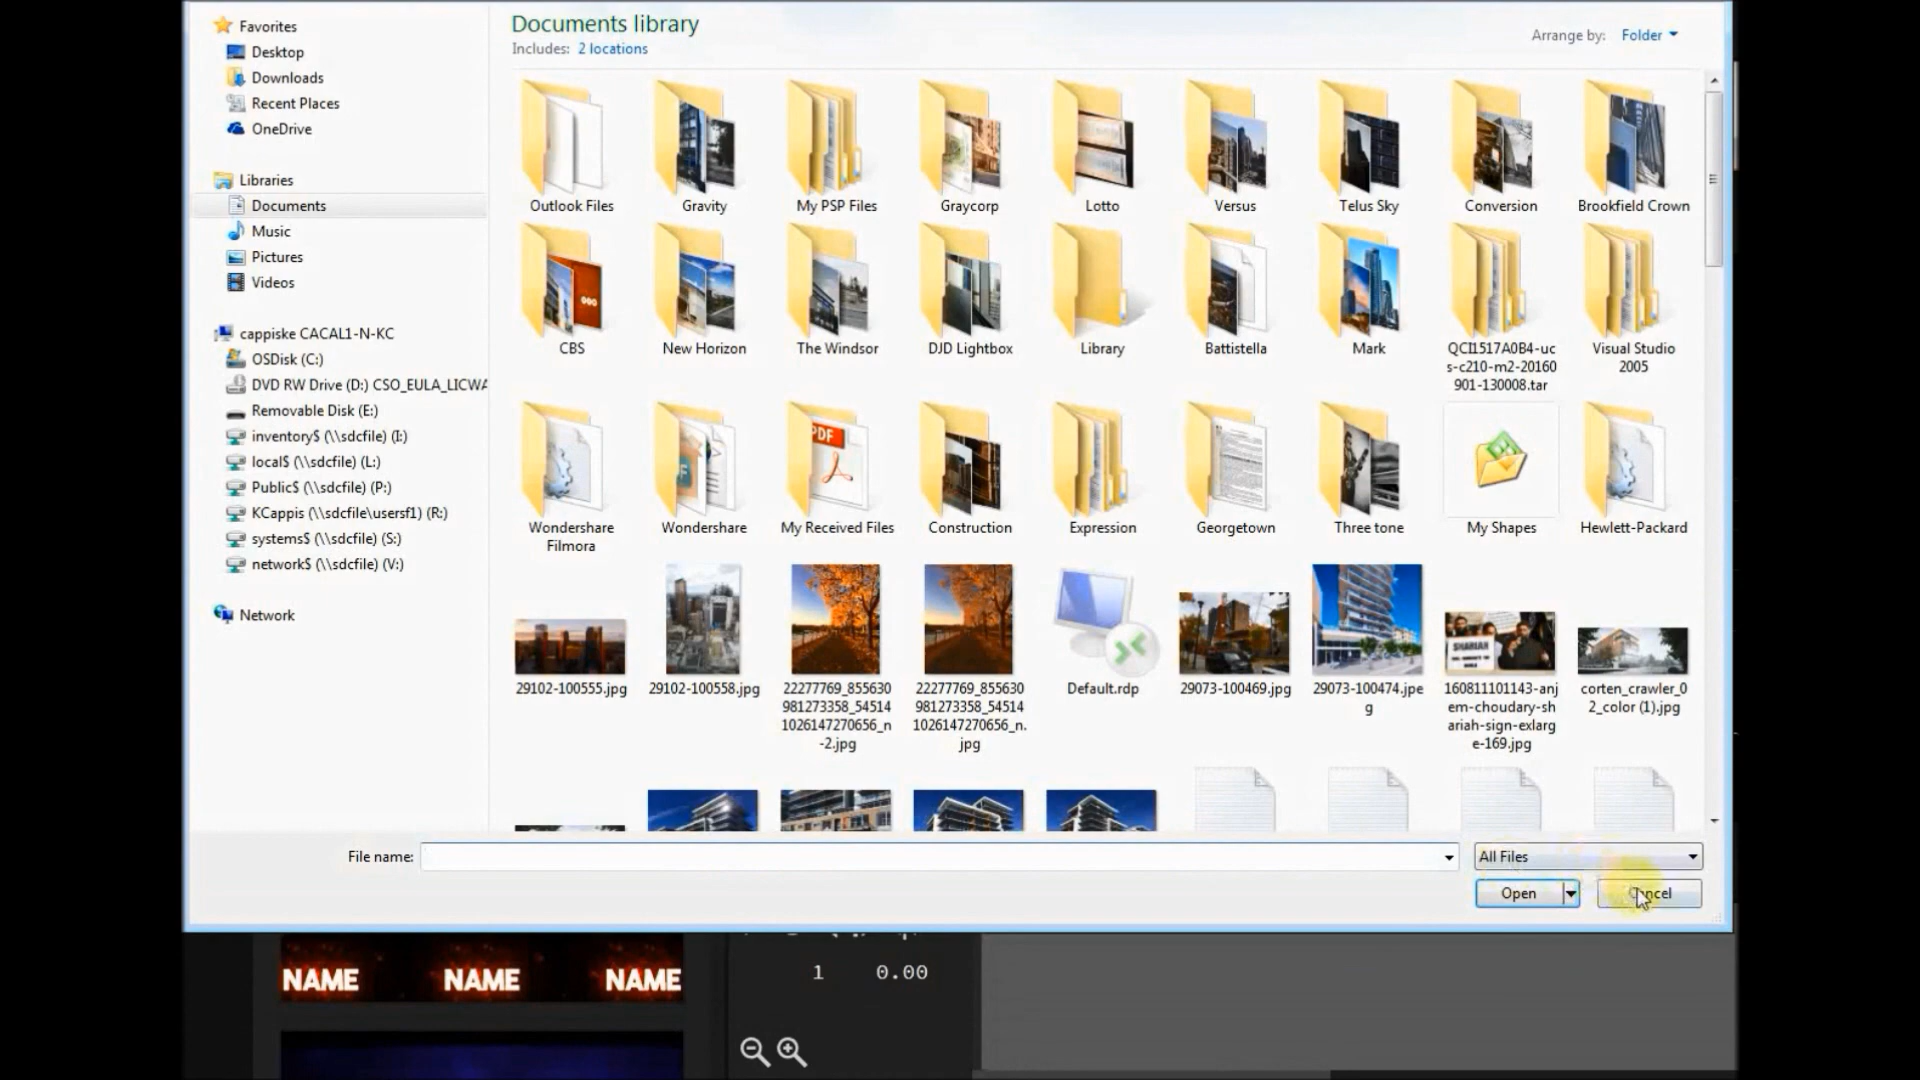 Favorites
Desktop
Downloads
Recent Places
OneDrive
Libraries
Documents
Music
Pictures
Videos
cappiske CACAL1-N-KC
OSDisk (C:)
DVD RW Drive (D:) CSO_EULA_LICWA
Removable Disk (E:)
inventory$ (\\sdcfile) (I:)
local$ (\\sdcfile) (L:)
Public$ (\\sdcfile) (P:)
KCappis (\\sdcfile\usersf1) (R:)
systems$ (\\sdcfile) (S:)
network$ (\\sdcfile) (V:)
Network
Documents library
Includes: 2 locations
Arrange by: Folder
Outlook Files
Gravity
My PSP Files
Graycorp
Lotto
Versus
Telus Sky
Conversion
Brookfield Crown
CBS
New Horizon
The Windsor
DJD Lightbox
Library
Battistella
Mark
QCI1517A0B4-uc
s-c210-m2-20160
901-130008.tar
Visual Studio
2005
Wondershare
Filmora
Wondershare
PDF
My Received Files
Construction
Expression
Georgetown
Three tone
My Shapes
Hewlett-Packard
29102-100555.jpg
29102-100558.jpg
22277769_855630
981273358_54514
1026147270656_n
-2.jpg
22277769_855630
981273358_54514
1026147270656_n.
jpg
Default.rdp
29073-100469.jpg
29073-100474.jpe
g
SHARIAH
160811101143-anj
em-choudary-sh
ariah-sign-exlarg
e-169.jpg
corten_crawler_0
2_color (1).jpg
File name:
All Files
Open
NAME NAME NAME
1 0.00